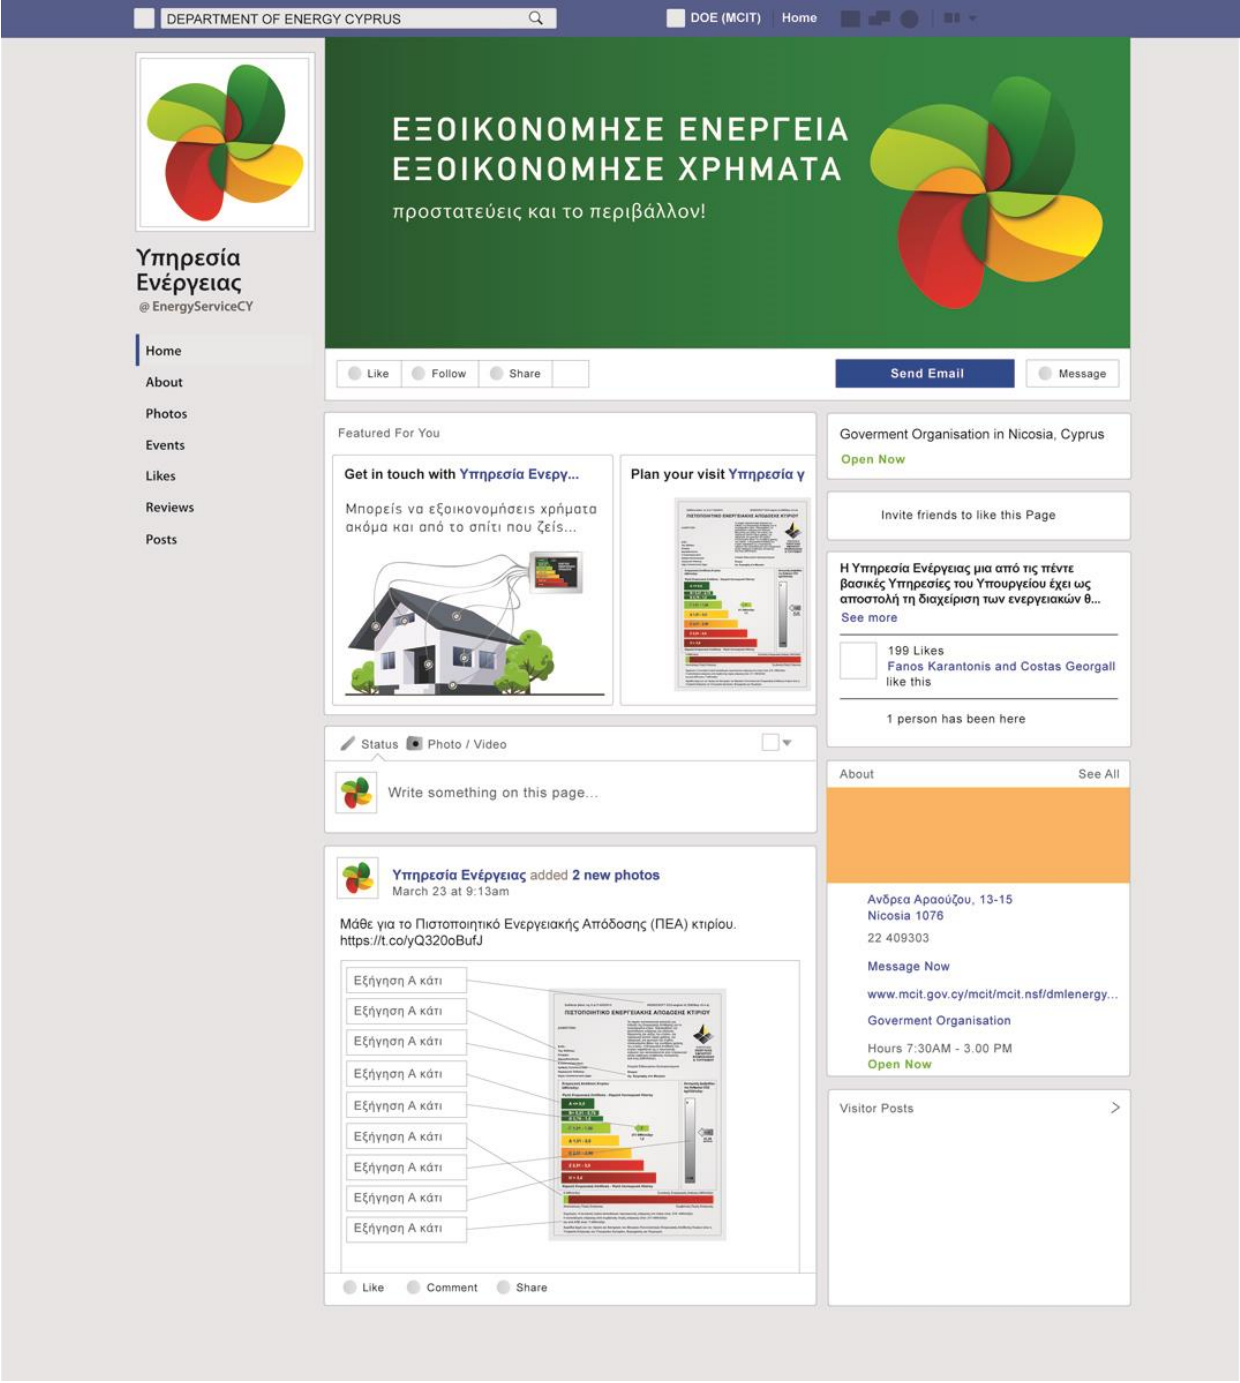 DEPARTMENT OF ENERGY CYPRUS
DOE (MCIT)
Home
ΕΞΟΙΚΟΝΟΜΗΣΕ ΕΝΕΡΓΕΙΑ
ΕΞΟΙΚΟΝΟΜΗΣΕ ΧΡΗΜΑΤΑ
προστατεύεις και το περιβάλλον!
Υπηρεσία
Ενέργειας
@ EnergyServiceCY
Home
About
Photos
Events
Likes
Reviews
Posts
Like
Follow
Share
Send Email
Message
Featured For You
Get in touch with Υπηρεσία Ενεργ...
Μπορείς να εξοικονομήσεις χρήματα
ακόμα και από το σπίτι που ζείς...
Plan your visit Υπηρεσία γ
ΠΙΣΤΟΠΟΙΗΤΙΚΟ ΕΝΕΡΓΕΙΑΚΗΣ ΑΠΟΔΟΣΗΣ ΚΤΙΡΙΟΥ
Goverment Organisation in Nicosia, Cyprus
Open Now
Invite friends to like this Page
Η Υπηρεσία Ενέργειας μια από τις πέντε
βασικές Υπηρεσίες του Υπουργείου έχει ως
αποστολή τη διαχείριση των ενεργειακών θ...
See more
199 Likes
Fanos Karantonis and Costas Georgall
like this
1 person has been here
Status
Photo / Video
Write something on this page...
About
See All
Ανδρεα Αραούζου, 13-15
Nicosia 1076
22 409303
Message Now
www.mcit.gov.cy/mcit/mcit.nsf/dmlenergy...
Goverment Organisation
Hours 7:30AM - 3.00 PM
Open Now
Visitor Posts
Υπηρεσία Ενέργειας added 2 new photos
March 23 at 9:13am
Μάθε για το Πιστοποιητικό Ενεργειακής Απόδοσης (ΠΕΑ) κτιρίου.
https://t.co/yQ320oBufJ
Εξήγηση Α κάτι
Εξήγηση Α κάτι
Εξήγηση Α κάτι
Εξήγηση Α κάτι
Εξήγηση Α κάτι
Εξήγηση Α κάτι
Εξήγηση Α κάτι
Εξήγηση Α κάτι
Εξήγηση Α κάτι
ΠΙΣΤΟΠΟΙΗΤΙΚΟ ΕΝΕΡΓΕΙΑΚΗΣ ΑΠΟΔΟΣΗΣ ΚΤΙΡΙΟΥ
Like
Comment
Share